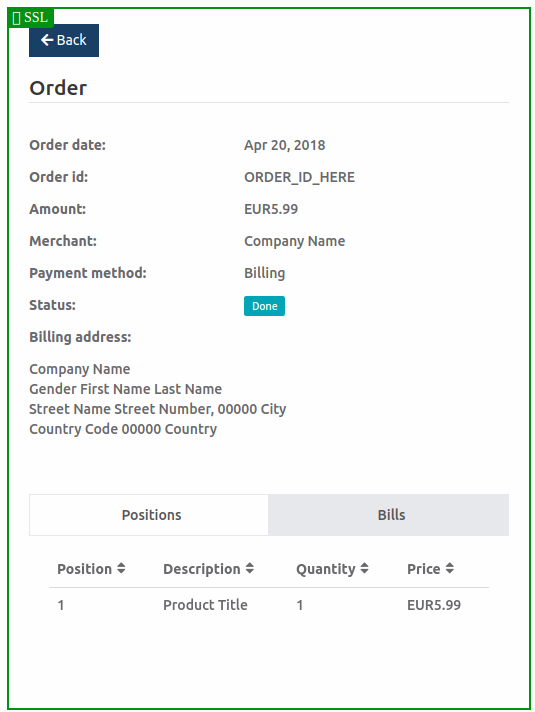 SSL
Back
Order
Order date: Apr 20, 2018
Order id: ORDER_ID_HERE
Amount: EUR5.99
Merchant: Company Name
Payment method: Billing
Status: Done
Billing address:
Company Name
Gender First Name Last Name
Street Name Street Number, 00000 City
Country Code 00000 Country
Positions Bills
Position Description Quantity Price
1 Product Title 1 EUR5.99